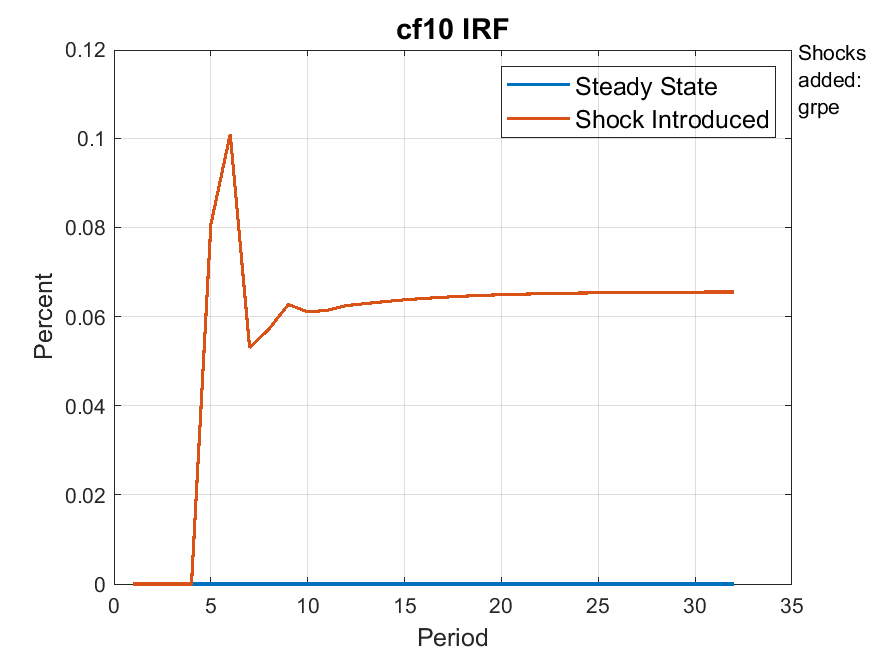 cf10 IRF
Shocks
added:
grpe
Steady State
Shock Introduced
Percent
0.12
0.1
0.08
0.06
0.04
0.02
0
0 5 10 15 20 25 30 35
Period